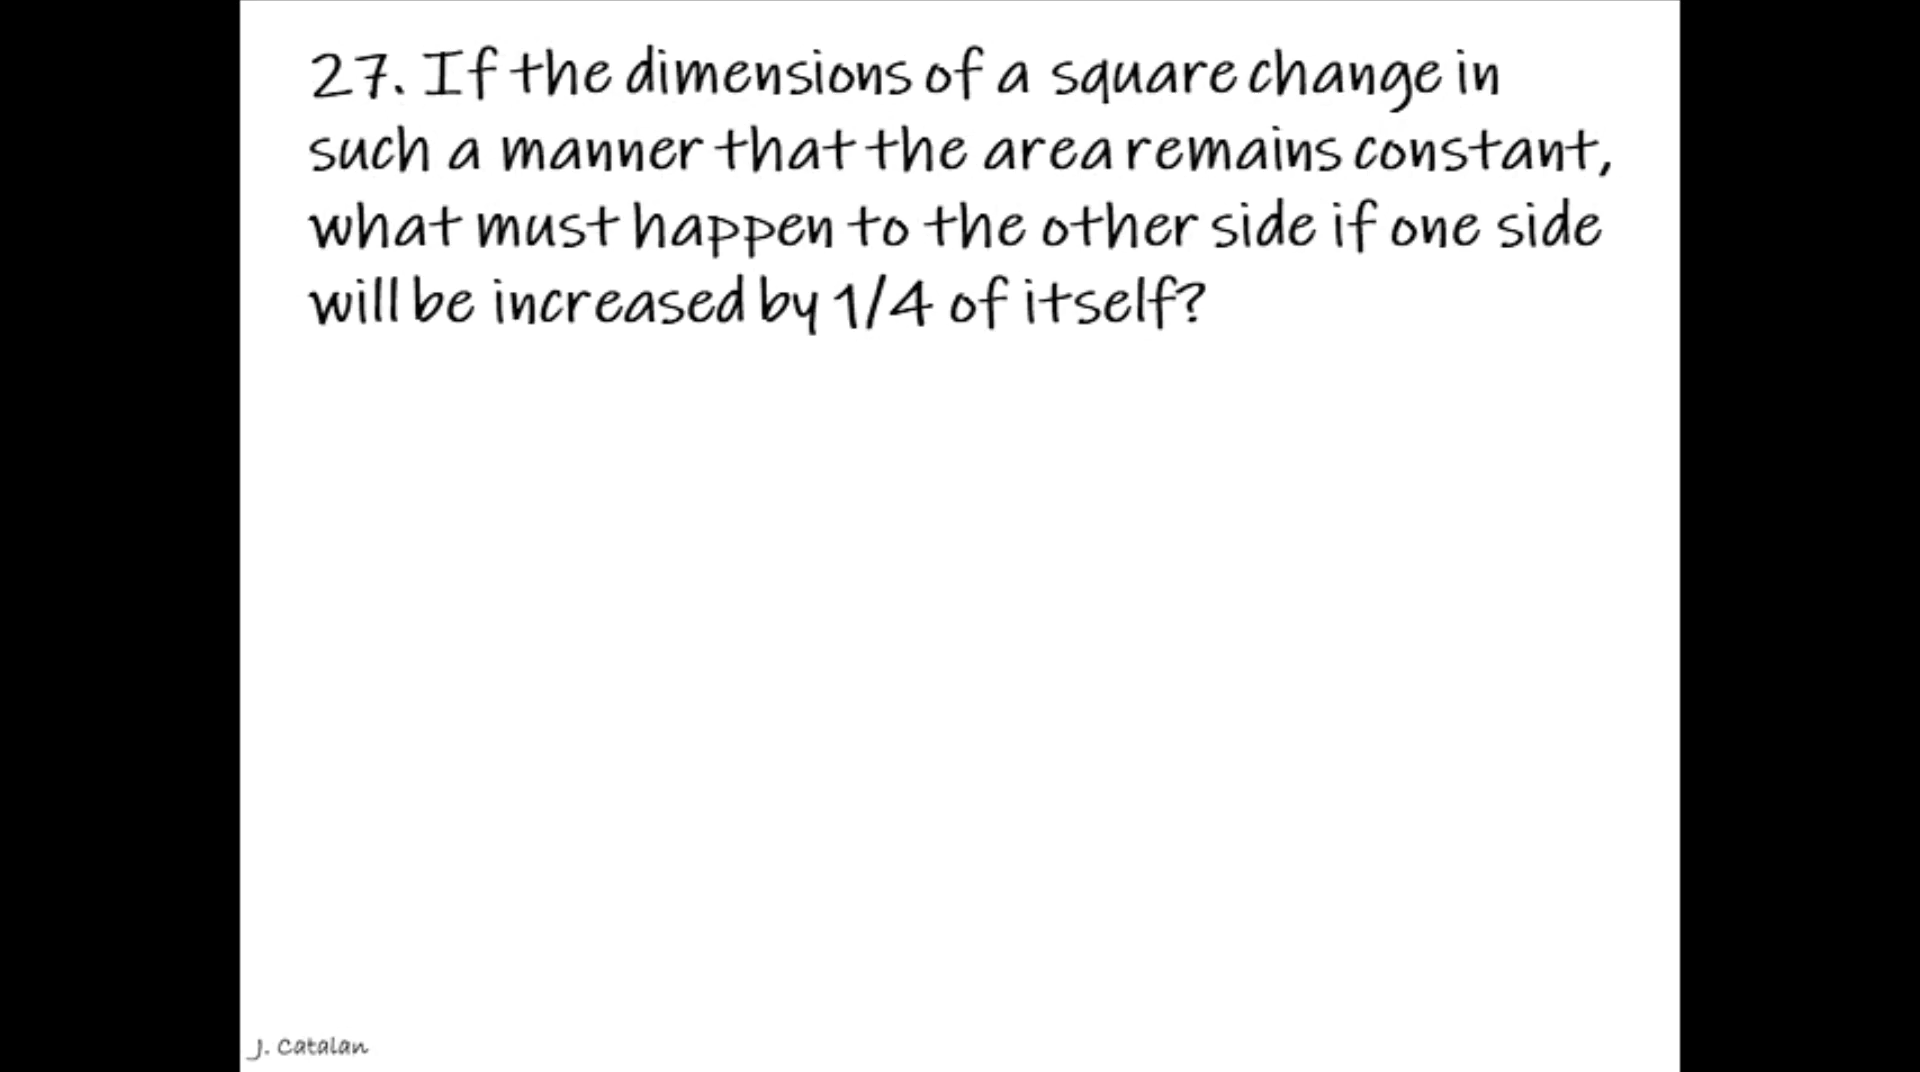 27. If the dimensions of a square change in
such a manner that the area remains constant,
what must happen to the other side if one side
will be increased by 1/4 of itself?
J. Catalan